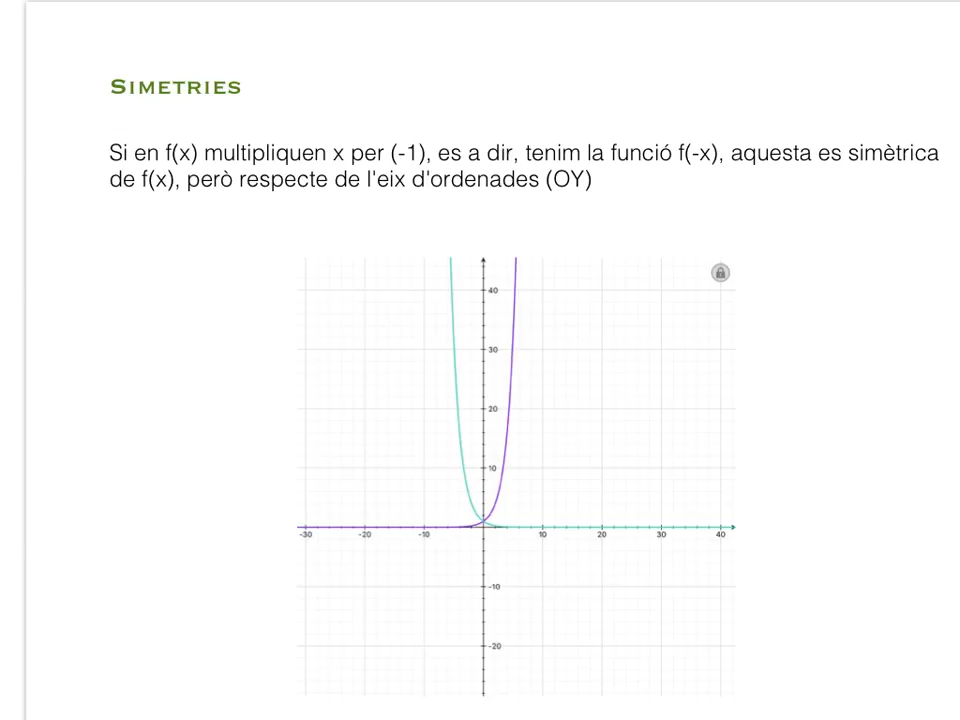 SIMETRIES
Si en f(x) multipliquen x per (-1), es a dir, tenim la funció f(-x), aquesta es simètrica
de f(x), però respecte de l'eix d'ordenades (OY)
40
30
20
10
-30 -20 -10 10 20 30 40
-10
-20